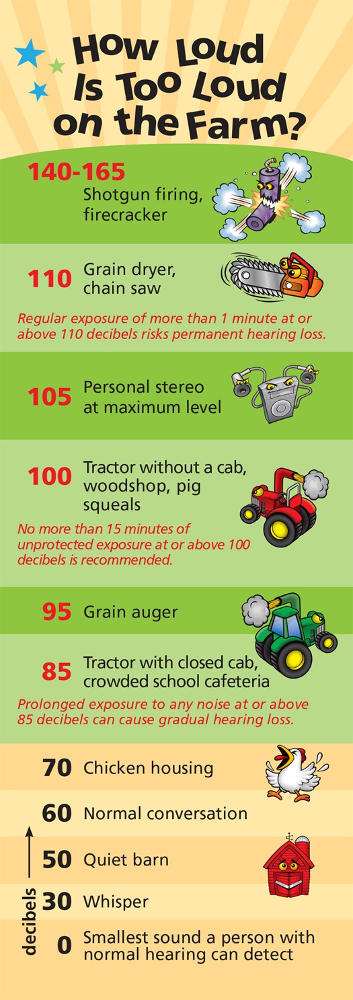 How Loud
Is Too Loud
on the Farm?
140-165
Shotgun firing,
firecracker
110
Grain dryer,
chain saw
Regular exposure of more than 1 minute at or
above 110 decibels risks permanent hearing loss.
105
Personal stereo
at maximum level
100
Tractor without a cab,
woodshop, pig
squeals
No more than 15 minutes of
unprotected exposure at or above 100
decibels is recommended.
95
Grain auger
85
Tractor with closed cab,
crowded school cafeteria
Prolonged exposure to any noise at or above
85 decibels can cause gradual hearing loss.
70
Chicken housing
60
Normal conversation
50
Quiet barn
30
Whisper
0
Smallest sound a person with
normal hearing can detect
decibels